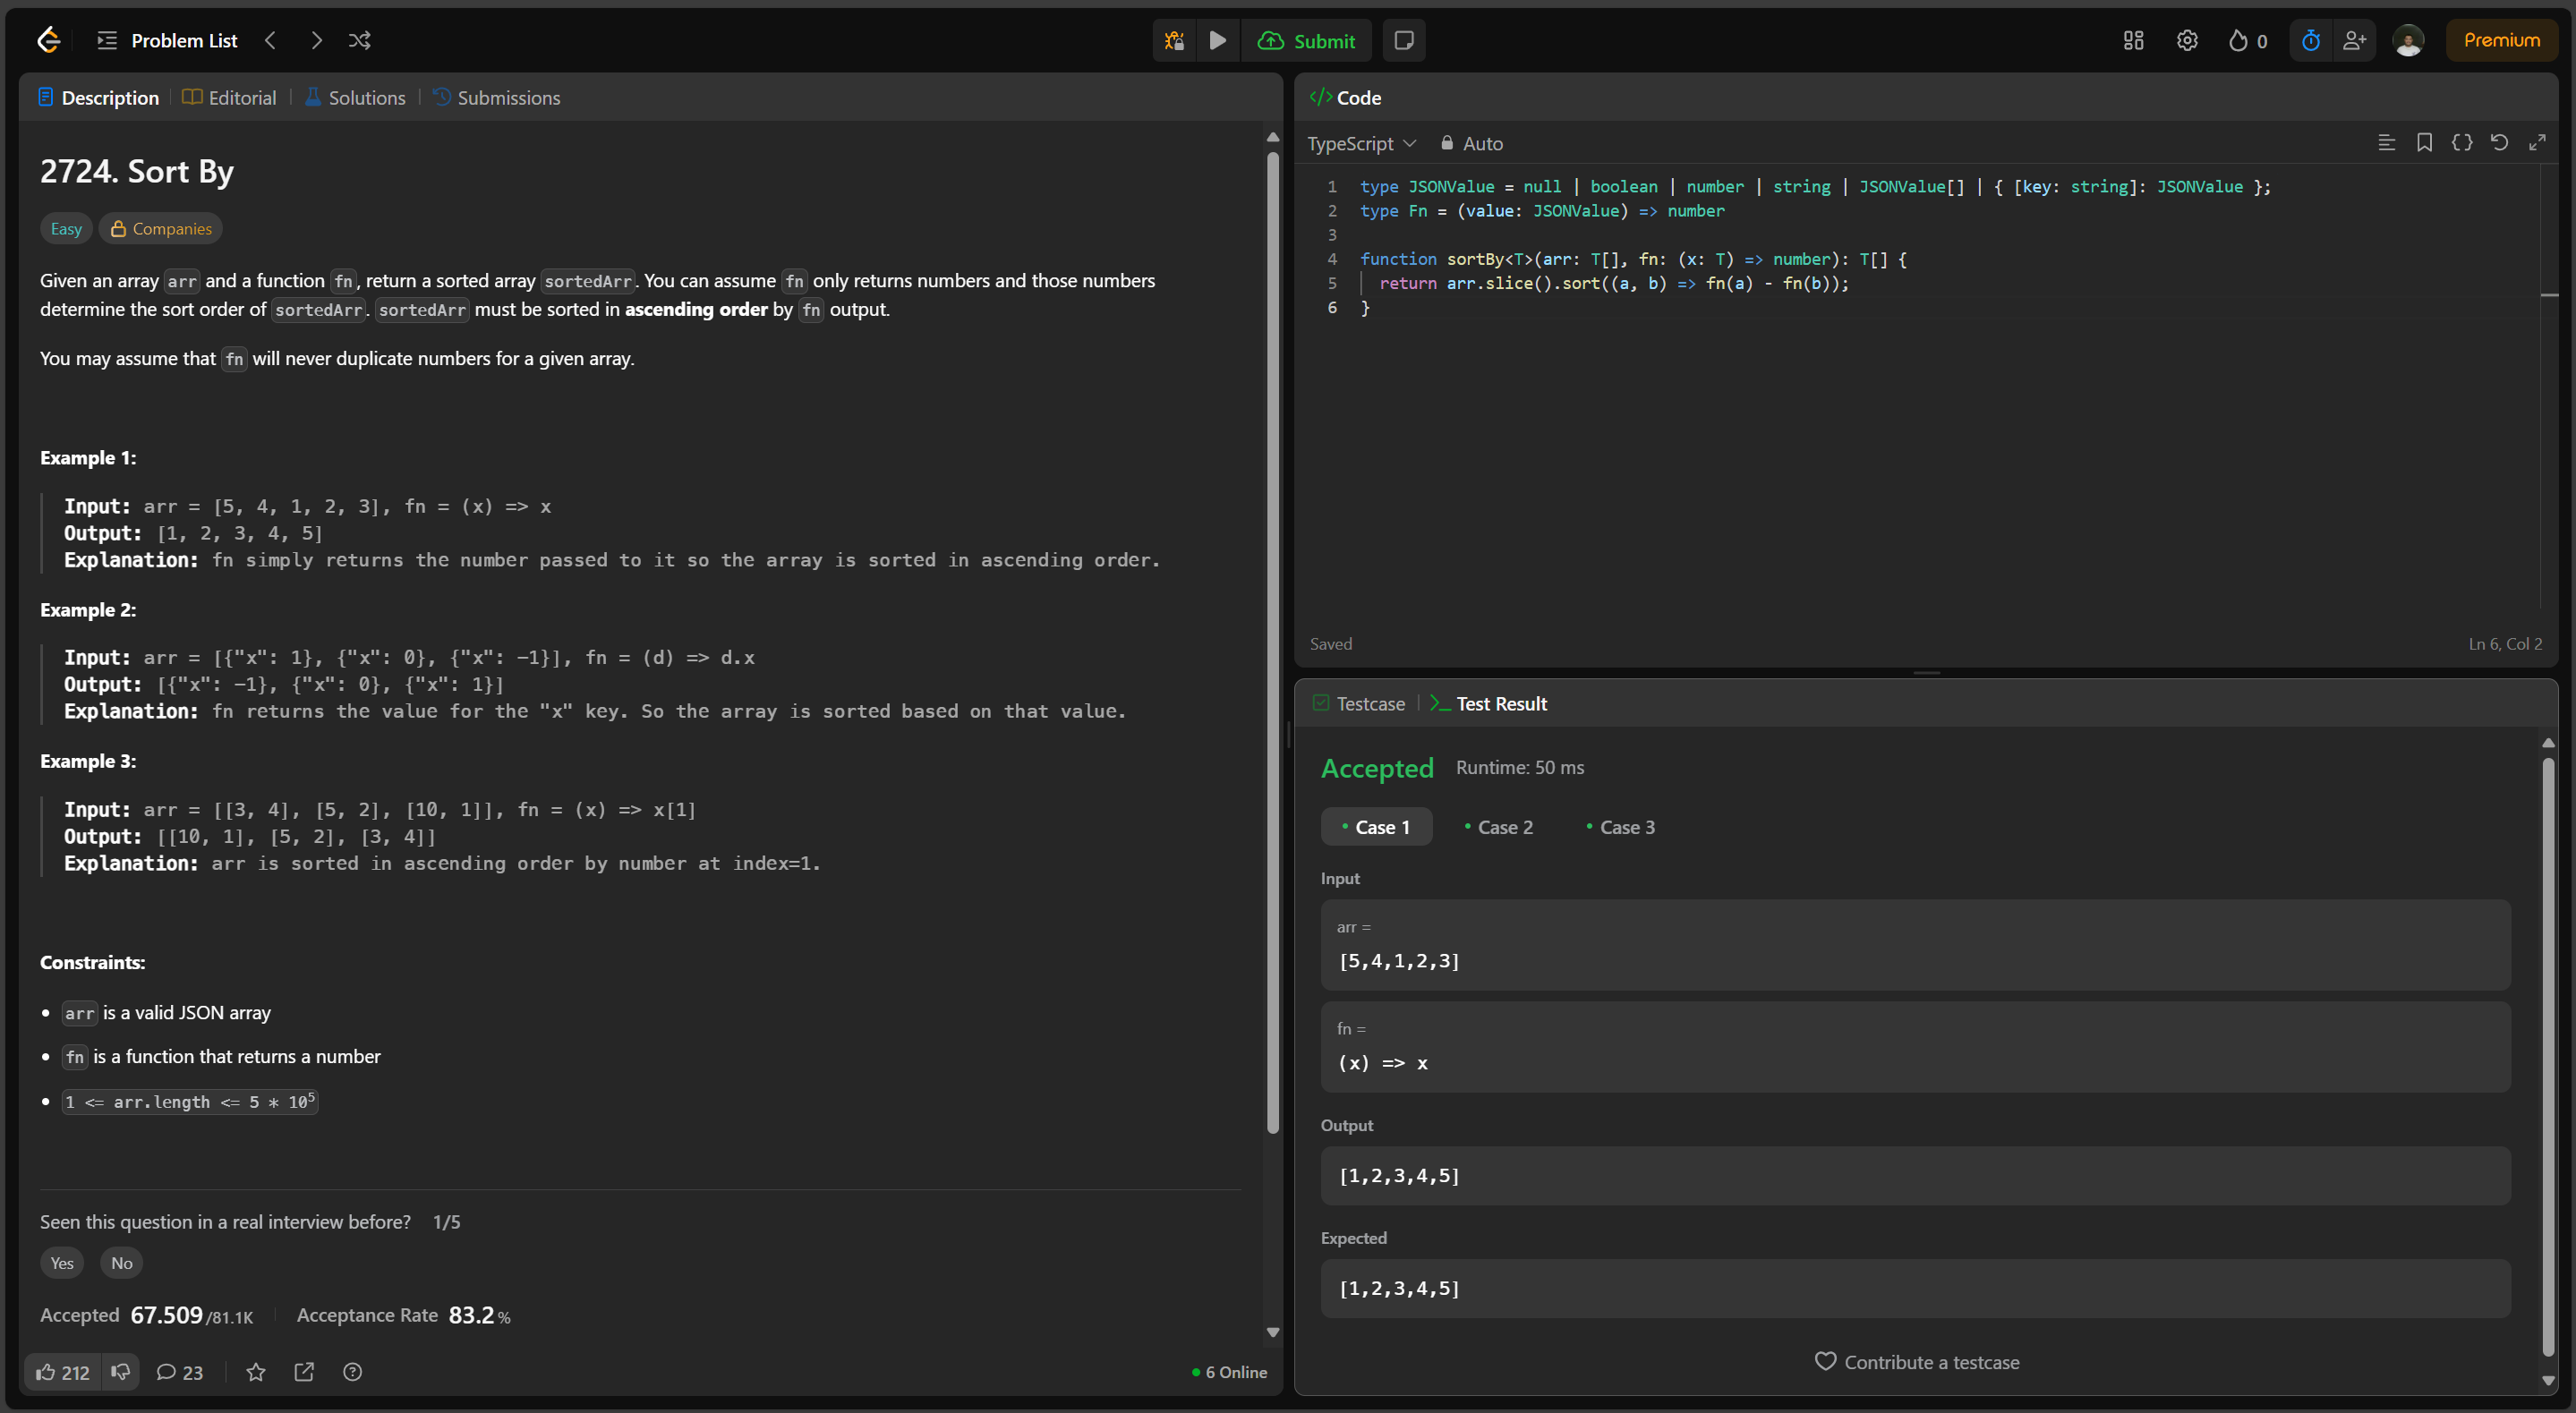 Problem List
Submit
0
Premium
Description
Editorial
Solutions
Submissions
2724. Sort By
Easy
Companies
Given an array arr and a function fn, return a sorted array sortedArr. You can assume fn only returns numbers and those numbers
determine the sort order of sortedArr. sortedArr must be sorted in ascending order by fn output.
You may assume that fn will never duplicate numbers for a given array.
Example 1:
Input: arr = [5, 4, 1, 2, 3], fn = (x) => x
Output: [1, 2, 3, 4, 5]
Explanation: fn simply returns the number passed to it so the array is sorted in ascending order.
Example 2:
Input: arr = [{"x": 1}, {"x": 0}, {"x": -1}], fn = (d) => d.x
Output: [{"x": -1}, {"x": 0}, {"x": 1}]
Explanation: fn returns the value for the "x" key. So the array is sorted based on that value.
Example 3:
Input: arr = [[3, 4], [5, 2], [10, 1]], fn = (x) => x[1]
Output: [[10, 1], [5, 2], [3, 4]]
Explanation: arr is sorted in ascending order by number at index=1.
Constraints:
• arr is a valid JSON array
• fn is a function that returns a number
• 1 <= arr.length <= 5 * 10⁵
Seen this question in a real interview before? 1/5
Yes
No
Accepted 67.509/81.1K
Acceptance Rate 83.2%
212
23
6 Online
</> Code
TypeScript
Auto
1 type JSONValue = null | boolean | number | string | JSONValue[] | { [key: string]: JSONValue };
2 type Fn = (value: JSONValue) => number
3
4 function sortBy<T>(arr: T[], fn: (x: T) => number): T[] {
5 return arr.slice().sort((a, b) => fn(a) - fn(b));
6 }
Saved
Ln 6, Col 2
Testcase
Test Result
Accepted
Runtime: 50 ms
• Case 1
• Case 2
• Case 3
Input
arr =
[5,4,1,2,3]
fn =
(x) => x
Output
[1,2,3,4,5]
Expected
[1,2,3,4,5]
Contribute a testcase